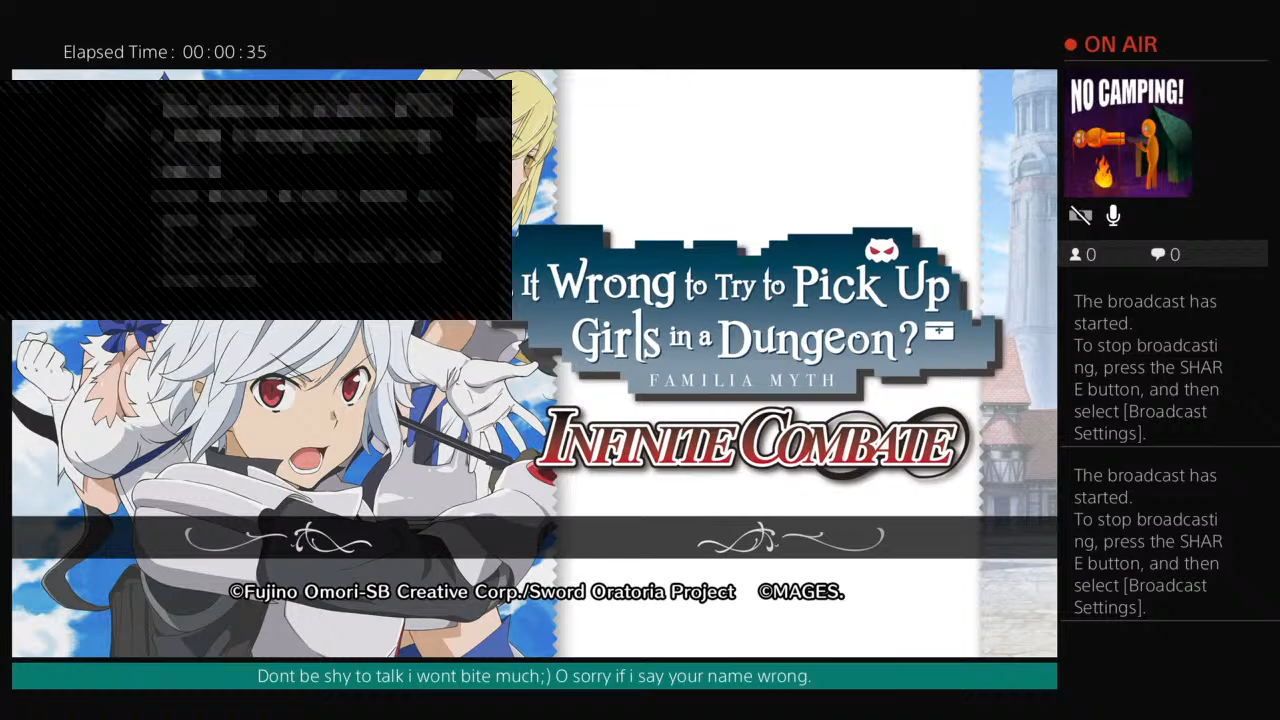 Elapsed Time: 00:00:35
ON AIR
NO CAMPING!
0
0
It Wrong to Try to Pick Up
Girls in a Dungeon?
FAMILIA MYTH
INFINITE COMBATE
©Fujino Omori-SB Creative Corp./Sword Oratoria Project ©MAGES.
The broadcast has
started.
To stop broadcasti
ng, press the SHAR
E button, and then
select [Broadcast
Settings].
The broadcast has
started.
To stop broadcasti
ng, press the SHAR
E button, and then
select [Broadcast
Settings].
Dont be shy to talk i wont bite much;) O sorry if i say your name wrong.